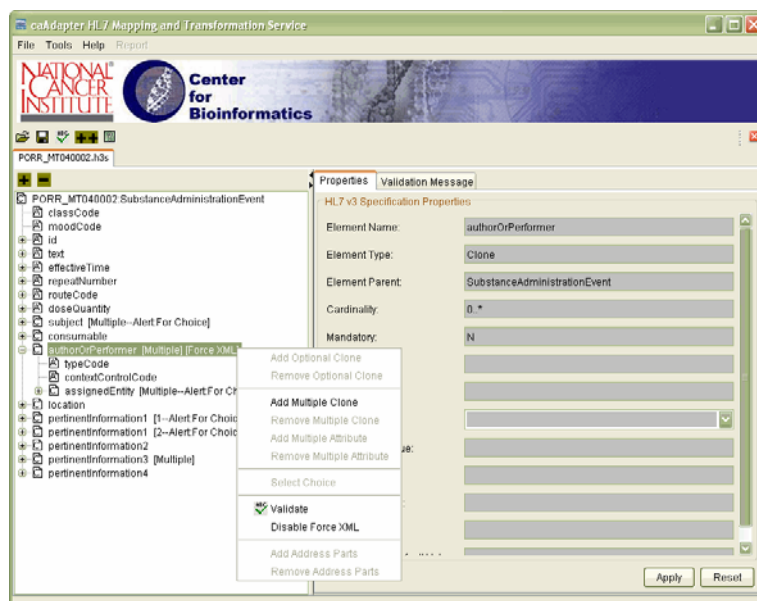 caAdapter HL7 Mapping and Transformation Service
File Tools Help Report
NATIONAL
CANCER
INSTITUTE
Center
for
Bioinformatics
PORR_MT040002.h3s
Properties Validation Message
PORR_MT040002.SubstanceAdministrationEvent
classCode
moodCode
id
text
effectiveTime
repeatNumber
routeCode
doseQuantity
subject [Multiple--Alert:For Choice]
consumable
authorOrPerformer [Multiple] [Force XML]
typeCode
contextControlCode
assignedEntity [Multiple--Alert:For Ch
location
pertinentInformation1 [1--Alert:For Choic
pertinentInformation1 [2--Alert:For Choic
pertinentInformation2
pertinentInformation3 [Multiple]
pertinentInformation4
Add Optional Clone
Remove Optional Clone
Add Multiple Clone
Remove Multiple Clone
Add Multiple Attribute
Remove Multiple Attribute
Select Choice
Validate
Disable Force XML
Add Address Parts
Remove Address Parts
HL7 v3 Specification Properties
Element Name: authorOrPerformer
Element Type: Clone
Element Parent: SubstanceAdministrationEvent
Cardinality: 0..*
Mandatory: N
ue:
Apply Reset